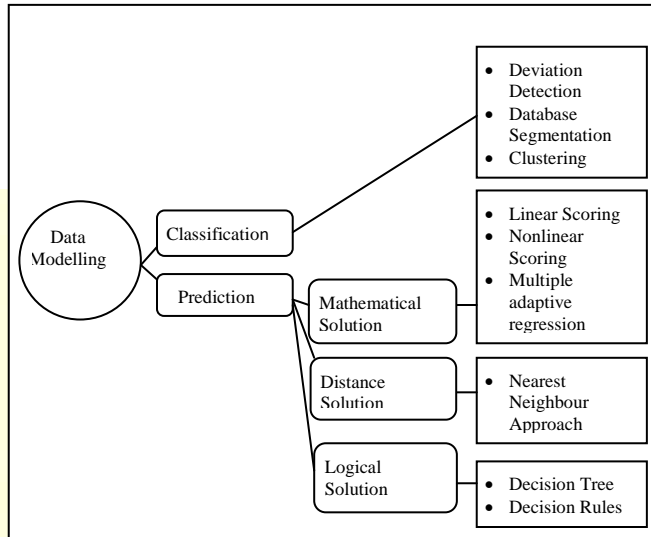 Data
Modelling
Classification
Prediction
Mathematical
Solution
Distance
Solution
Logical
Solution
• Deviation
Detection
• Database
Segmentation
• Clustering
• Linear Scoring
• Nonlinear
Scoring
• Multiple
adaptive
regression
• Nearest
Neighbour
Approach
• Decision Tree
• Decision Rules